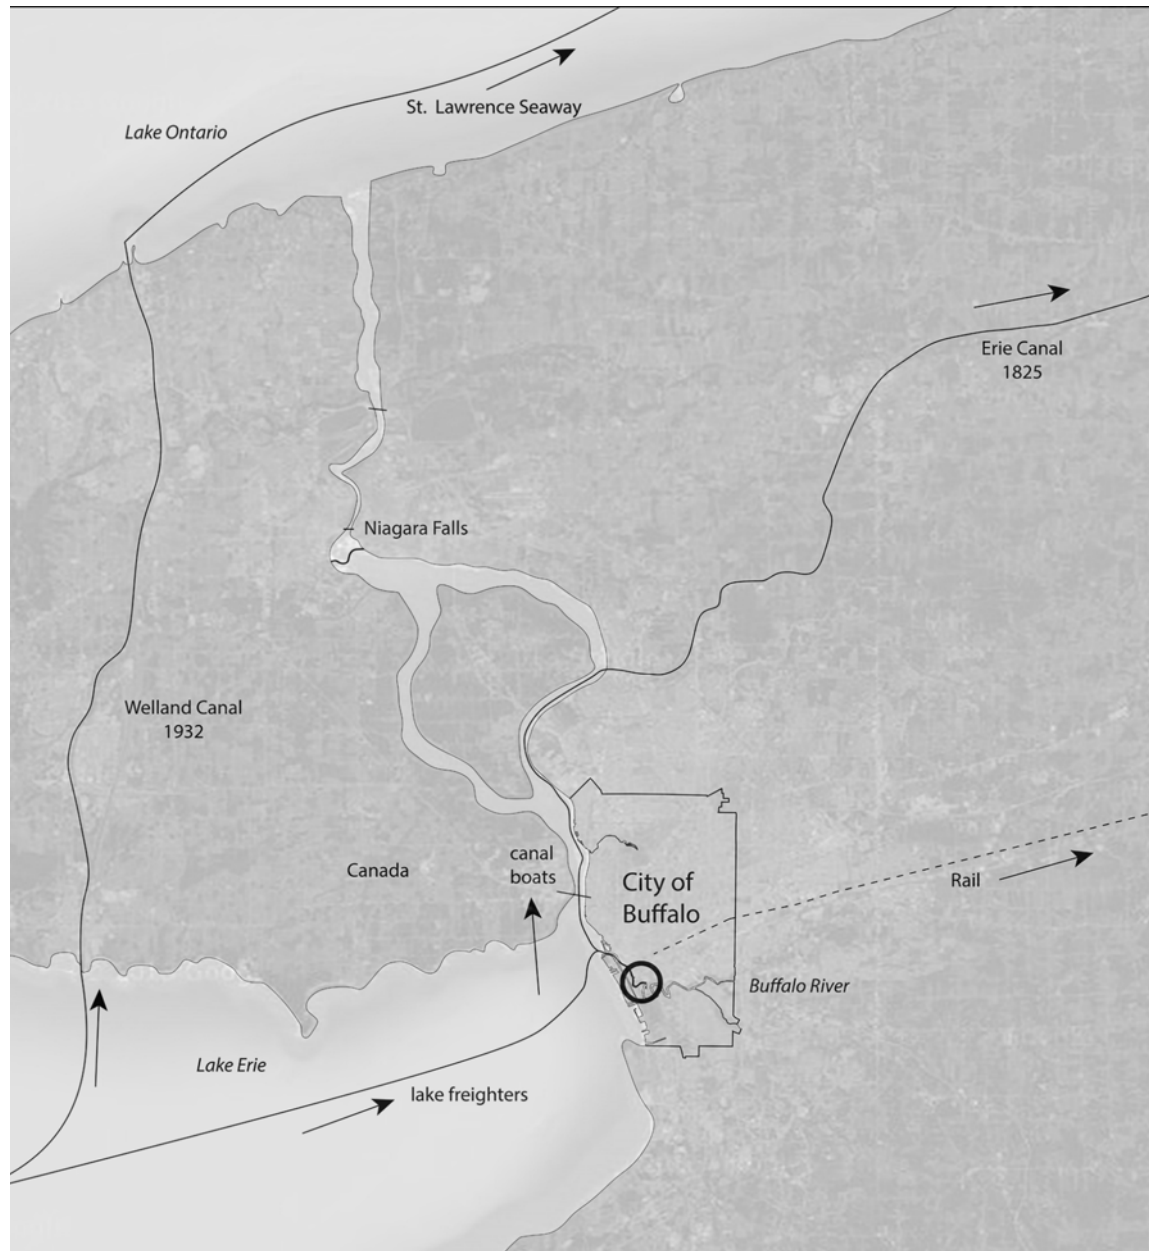 St. Lawrence Seaway
Lake Ontario
Erie Canal
1825
Niagara Falls
Welland Canal
1932
canal
boats
Canada
City of
Buffalo
Rail
Buffalo River
Lake Erie
lake freighters